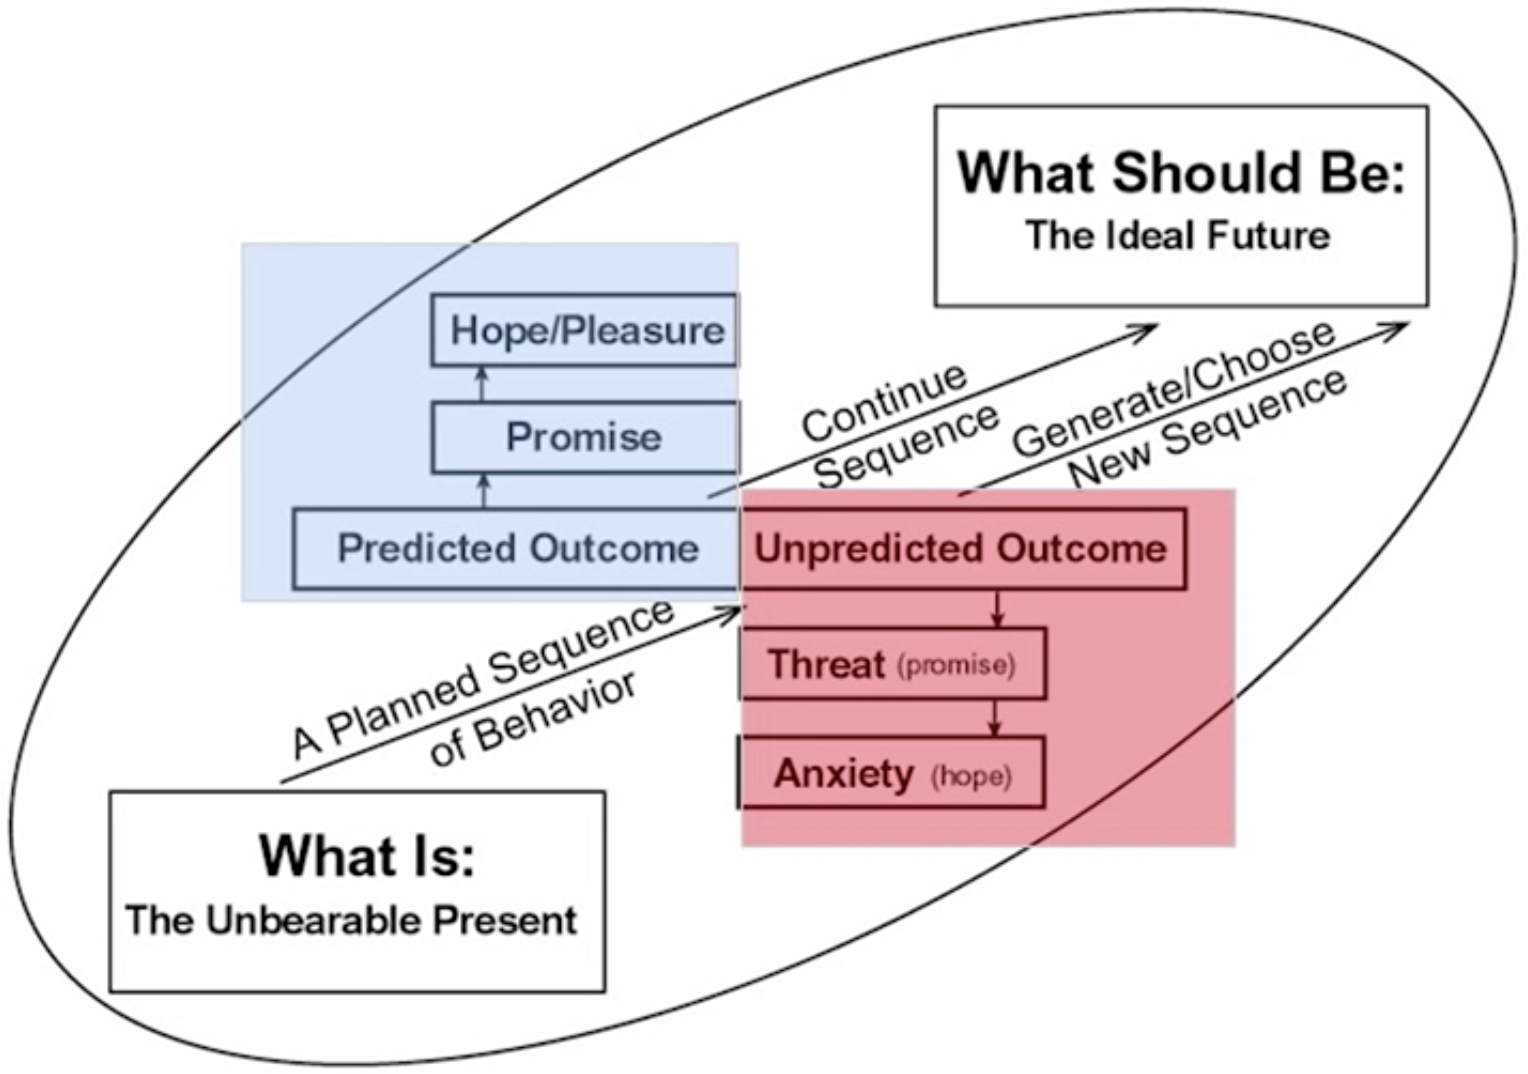 What Should Be:
The Ideal Future
Hope/Pleasure
Promise
Continue
Sequence
Generate/Choose
New Sequence
Predicted Outcome
Unpredicted Outcome
A Planned Sequence
of Behavior
Threat (promise)
Anxiety (hope)
What Is:
The Unbearable Present